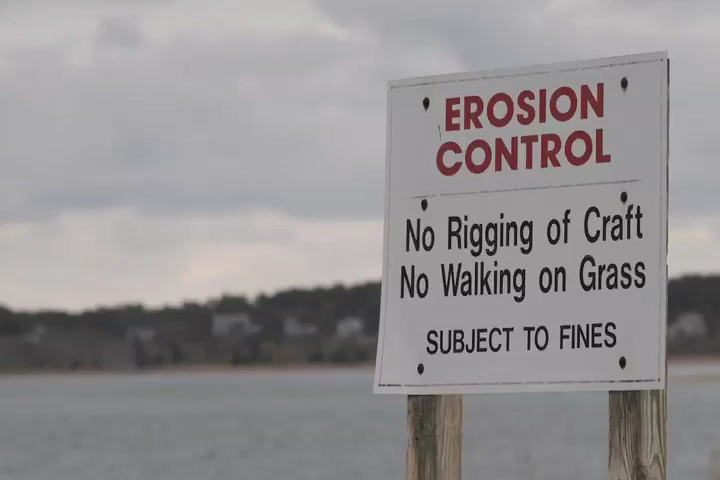 EROSION
CONTROL
No Rigging of Craft
No Walking on Grass
SUBJECT TO FINES